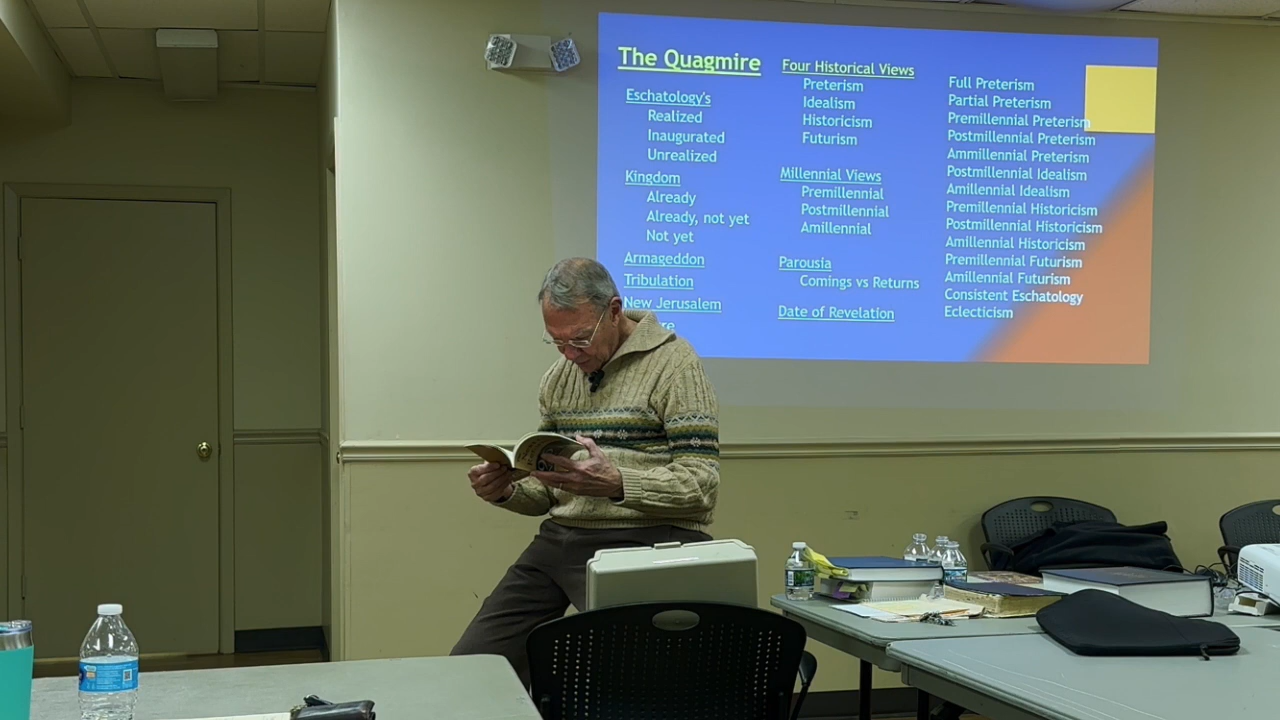 The Quagmire
Eschatology's
Realized
Inaugurated
Unrealized
Kingdom
Already
Already, not yet
Not yet
Armageddon
Tribulation
New Jerusalem
Four Historical Views
Preterism
Idealism
Historicism
Futurism
Millennial Views
Premillennial
Postmillennial
Amillennial
Parousia
Comings vs Returns
Date of Revelation
Full Preterism
Partial Preterism
Premillennial Preterism
Postmillennial Preterism
Ammillennial Preterism
Postmillennial Idealism
Amillennial Idealism
Premillennial Historicism
Postmillennial Historicism
Amillennial Historicism
Premillennial Futurism
Amillennial Futurism
Consistent Eschatology
Eclecticism